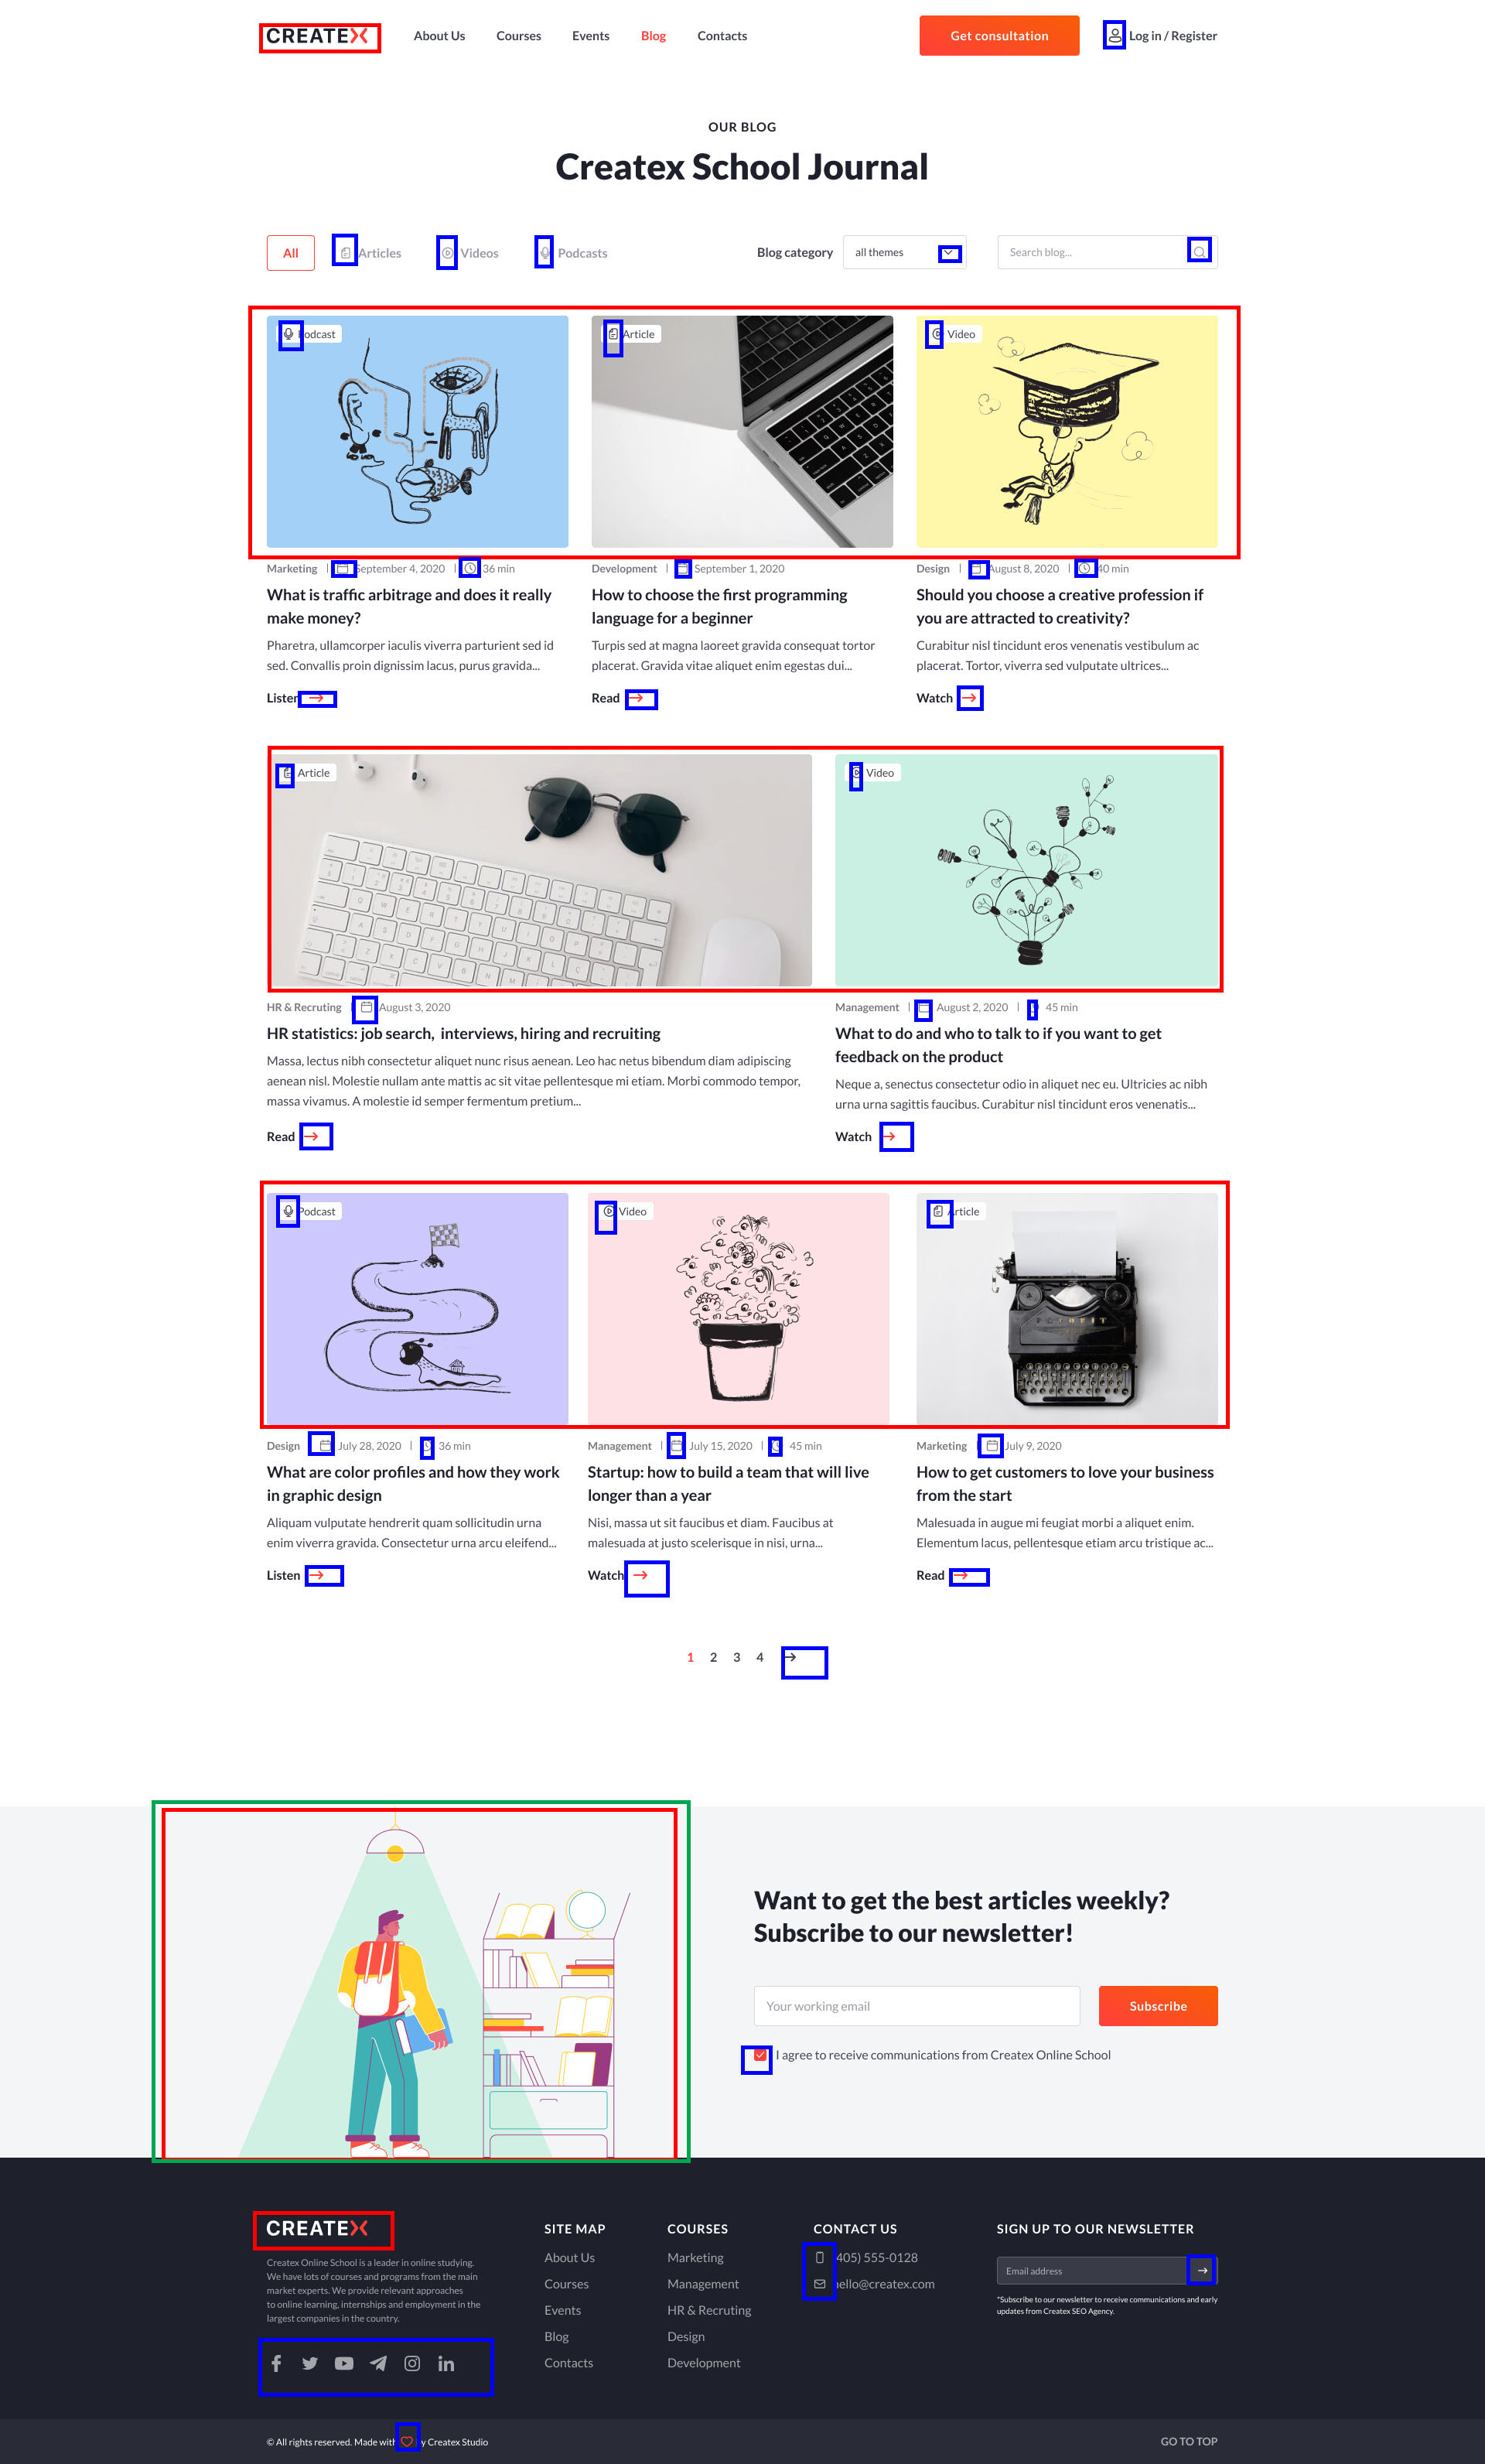 CREATEX
About Us
Courses
Events
Blog
Contacts
Get consultation
Log in / Register
OUR BLOG
Createx School Journal
All
Articles
Videos
Podcasts
Blog category
all themes
Search blog...
Podcast
Article
Video
Marketing | September 4, 2020 | 36 min
What is traffic arbitrage and does it really
make money?
Pharetra, ullamcorper iaculis viverra parturient sed id
sed. Convallis proin dignissim lacus, purus gravida...
Listen
Development | September 1, 2020
How to choose the first programming
language for a beginner
Turpis sed at magna laoreet gravida consequat tortor
placerat. Gravida vitae aliquet enim egestas dui...
Read
Design | August 8, 2020 | 40 min
Should you choose a creative profession if
you are attracted to creativity?
Curabitur nisl tincidunt eros venenatis vestibulum ac
placerat. Tortor, viverra sed vulputate ultrices...
Watch
Article
Video
HR & Recruting | August 3, 2020
HR statistics: job search, interviews, hiring and recruiting
Massa, lectus nibh consectetur aliquet nunc risus aenean. Leo hac netus bibendum diam adipiscing
aenean nisl. Molestie nullam ante mattis ac sit vitae pellentesque mi etiam. Morbi commodo tempor,
massa vivamus. A molestie id semper fermentum pretium...
Read
Management | August 2, 2020 | 45 min
What to do and who to talk to if you want to get
feedback on the product
Neque a, senectus consectetur odio in aliquet nec eu. Ultricies ac nibh
urna urna sagittis faucibus. Curabitur nisl tincidunt eros venenatis...
Watch
Podcast
Video
Article
Design | July 28, 2020 | 36 min
What are color profiles and how they work
in graphic design
Aliquam vulputate hendrerit quam sollicitudin urna
enim viverra gravida. Consectetur urna arcu eleifend...
Listen
Management | July 15, 2020 | 45 min
Startup: how to build a team that will live
longer than a year
Nisi, massa ut sit faucibus et diam. Faucibus at
malesuada at justo scelerisque in nisi, urna...
Watch
Marketing | July 9, 2020
How to get customers to love your business
from the start
Malesuada in augue mi feugiat morbi a aliquet enim.
Elementum lacus, pellentesque etiam arcu tristique ac...
Read
1 2 3 4
Want to get the best articles weekly?
Subscribe to our newsletter!
Your working email
Subscribe
I agree to receive communications from Createx Online School
CREATEX
Createx Online School is a leader in online studying.
We have lots of courses and programs from the main
market experts. We provide relevant approaches
to online learning, internships and employment in the
largest companies in the country.
SITE MAP
About Us
Courses
Events
Blog
Contacts
COURSES
Marketing
Management
HR & Recruting
Design
Development
CONTACT US
405) 555-0128
hello@createx.com
SIGN UP TO OUR NEWSLETTER
Email address
*Subscribe to our newsletter to receive communications and early
updates from Createx SEO Agency.
© All rights reserved. Made with by Createx Studio
GO TO TOP